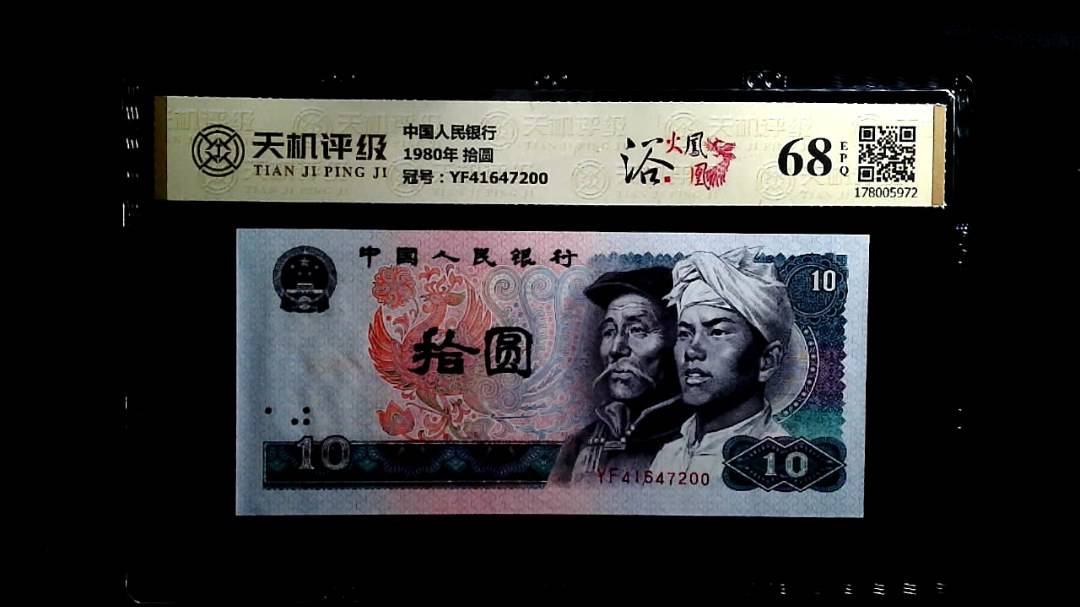 天机评级
TIAN JI PING JI
中国人民银行
1980年 拾圆
冠号：YF41647200
浴火凤凰
68
EPQ
178005972
中国人民银行
10
拾圆
10
YF41647200
10